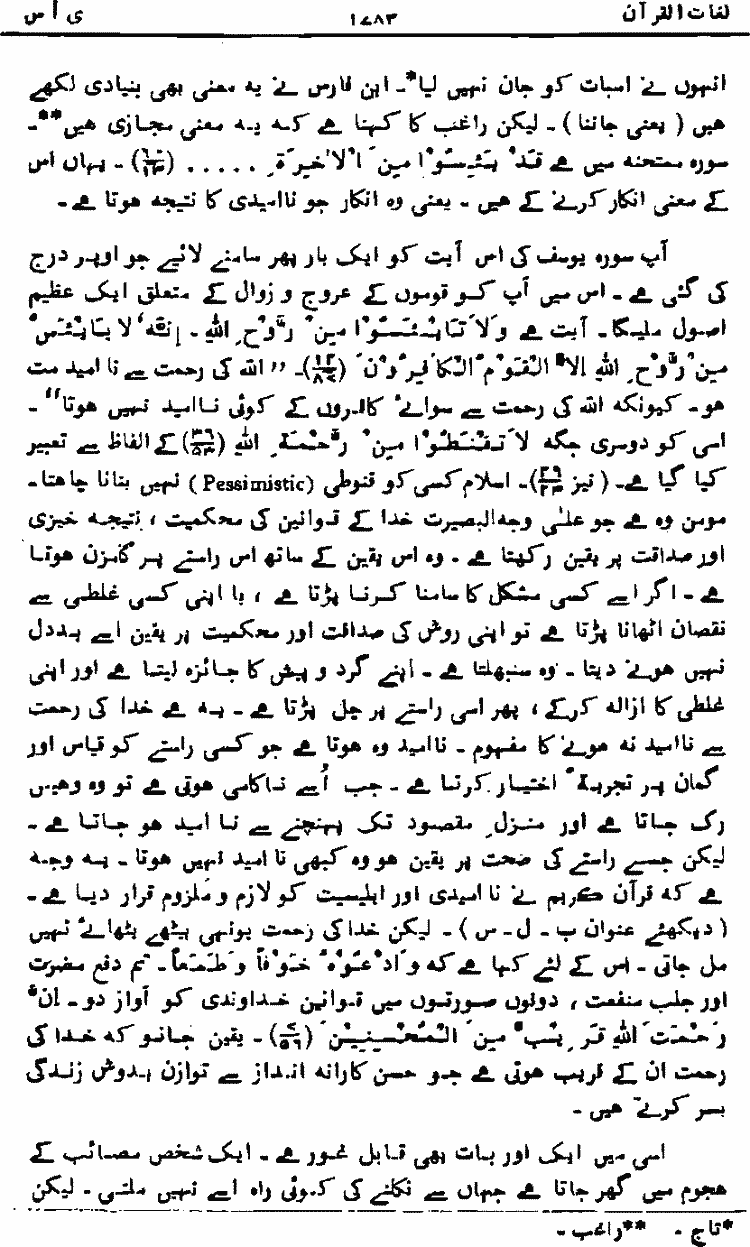 لغات القرآن ۱۷۸۳ ی أ س
انہوں نے اسبات کو جان نہیں لیا*۔ ابن فارس نے یہ معنی بھی بنیادی لکھے
ہیں ( یعنی جاننا ) ۔ لیکن راغب کا کہنا ہے کہ یہ معنی مجازی ہیں**۔
سورہ ممتحنہ میں ہے قَدْ یَئِسُوْا مِنَ الْاٰخِرَۃِ . . . . . (۶۰/۱۳) ۔ یہاں اس
کے معنی انکار کرنے کے ہیں ۔ یعنی وہ انکار جو ناامیدی کا نتیجہ ہوتا ہے۔
آپ سورہ یوسف کی اس آیت کو ایک بار پھر سامنے لائیے جو اوپر درج
کی گئی ہے ۔ اس میں آپ کو قوموں کے عروج و زوال کے متعلق ایک عظیم
اصول ملیگا۔ آیت ہے وَلَا تَایْئَسُوْا مِنْ رَّوْحِ اللہِ ۔ اِنَّہٗ لَا یَایْئَسُ
مِنْ رَّوْحِ اللہِ اِلَّا الْقَوْمُ الْکَافِرُوْنَ (۱۲/۸۷)۔ ”اللہ کی رحمت سے نا امید مت
ہو۔ کیونکہ اللہ کی رحمت سے سوائے کافروں کے کوئی ناامید نہیں ہوتا“ ۔
اسی کو دوسری جگہ لَا تَقْنَطُوْا مِنْ رَّحْمَۃِ اللہِ (۳۹/۵۳) کے الفاظ سے تعبیر
کیا گیا ہے۔ ( نیز )۔ اسلام کسی کو قنوطی (Pessimistic) نہیں بنانا چاہتا۔
مومن وہ ہے جو علیٰ وجہ البصیرت خدا کے قوانین کی محکمیت ، نتیجہ خیزی
اور صداقت پر یقین رکھتا ہے ۔ وہ اس یقین کے ساتھ اس راستے پر گامزن ہوتا
ہے ۔ اگر اسے کسی مشکل کا سامنا کرنا پڑتا ہے ، یا اپنی کسی غلطی سے
نقصان اٹھانا پڑتا ہے تو اپنی روش کی صداقت اور محکمیت پر یقین اسے بددل
نہیں ہونے دیتا ۔ وہ سنبھلتا ہے ۔ اپنے گرد و پیش کا جائزہ لیتا ہے اور اپنی
غلطی کا ازالہ کرکے ، پھر اسی راستے پر چل پڑتا ہے ۔ یہ ہے خدا کی رحمت
سے ناامید نہ ہونے کا مفہوم ۔ ناامید وہ ہوتا ہے جو کسی راستے کو قیاس اور
گمان پر تجربۃً اختیار کرتا ہے ۔ جب اُسے ناکامی ہوتی ہے تو وہ وہیں
رک جاتا ہے اور منزلِ مقصود تک پہنچنے سے نا امید ہو جاتا ہے ۔
لیکن جسے راستے کی صحت پر یقین ہو وہ کبھی نا امید نہیں ہوتا ۔ یہ وجہ
ہے کہ قرآن کریم نے نا امیدی اور ابلیسیت کو لازم و ملزوم قرار دیا ہے۔
( دیکھئے عنوان ب ۔ ل ۔ س ) ۔ لیکن خدا کی رحمت یونہی بیٹھے بٹھائے نہیں
مل جاتی ۔ اس کے لئے کہا ہے کہ وَادْعُوْہُ خَوْفاً وَّطَمَعاً۔ تم دفع مضرت
اور جلب منفعت ، دونوں صورتوں میں قوانین خداوندی کو آواز دو ۔ اِنَّ
رَحْمَتَ اللہِ قَرِیْبٌ مِّنَ الْمُحْسِنِیْنَ (۷/۵۶) ۔ یقین جانو کہ خدا کی
رحمت ان کے قریب ہوتی ہے جو حسن کارانہ انداز سے توازن بدوش زندگی
بسر کرتے ہیں ۔
اسی میں ایک اور بات بھی قابل غور ہے ۔ ایک شخص مصائب کے
ہجوم میں گھر جاتا ہے جہاں سے نکلنے کی کوئی راہ اسے نہیں ملتی ۔ لیکن
*تاج ۔ **راغب ۔